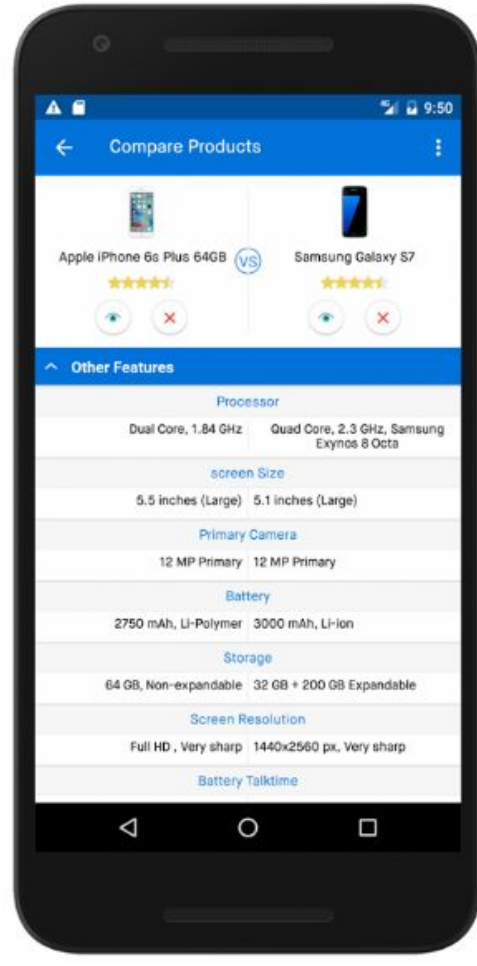 9:50
Compare Products
Apple iPhone 6s Plus 64GB
VS
Samsung Galaxy S7
Other Features
Processor
Dual Core, 1.84 GHz
Quad Core, 2.3 GHz, Samsung
Exynos 8 Octa
screen Size
5.5 inches (Large)
5.1 inches (Large)
Primary Camera
12 MP Primary
12 MP Primary
Battery
2750 mAh, Li-Polymer
3000 mAh, Li-ion
Storage
64 GB, Non-expandable
32 GB + 200 GB Expandable
Screen Resolution
Full HD , Very sharp
1440x2560 px, Very sharp
Battery Talktime